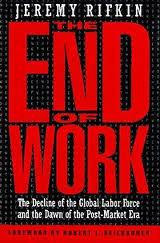 JEREMY RIFKIN
THE
END
OF
WORK
The Decline of the Global Labor Force
and the Dawn of the Post-Market Era
FOREWORD BY ROBERT L. HEILBRONER